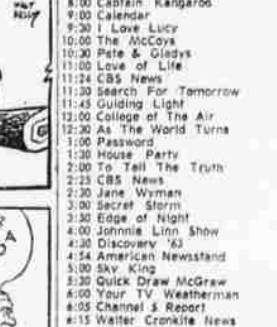 WALT
KELLY
8:00 Captain Kangaroo
9:00 Calendar
9:30 I Love Lucy
10:00 The McCoys
10:30 Pete & Gladys
11:00 Love of Life
11:24 CBS News
11:30 Search For Tomorrow
11:45 Guiding Light
12:00 College of The Air
12:30 As The World Turns
1:00 Password
1:30 House Party
2:00 To Tell The Truth
2:25 CBS News
2:30 Jane Wyman
3:00 Secret Storm
3:30 Edge of Night
4:00 Johnnie Linn Show
4:30 Discovery '63
4:54 American Newsstand
5:00 Sky King
5:30 Quick Draw McGraw
6:00 Your TV Weatherman
6:05 Channel 5 Report
6:15 Walter Cronkite News